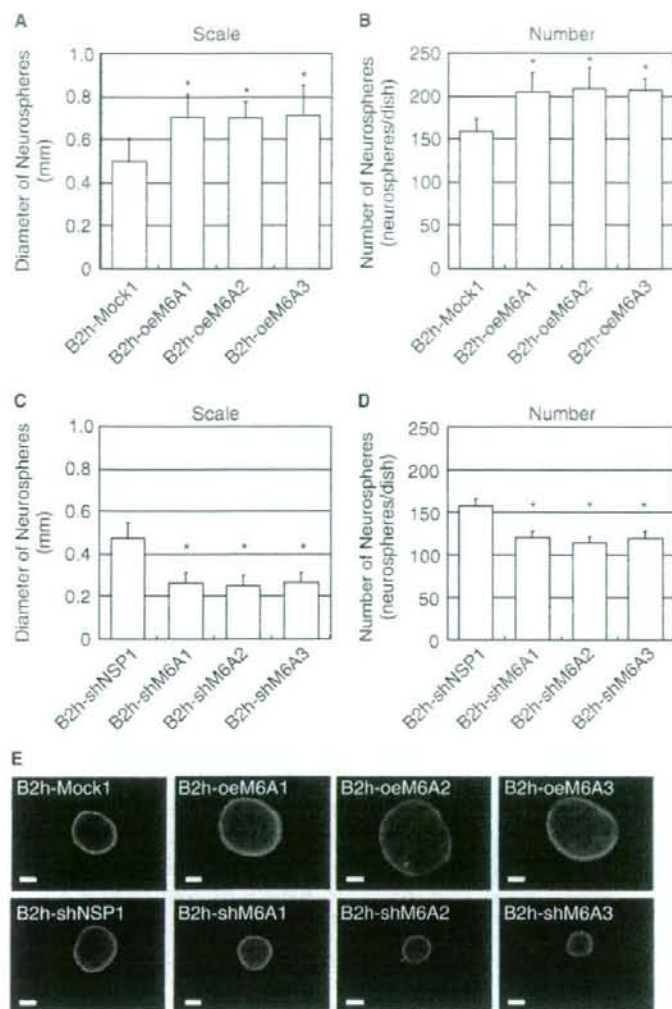 A
Scale
Diameter of Neurospheres
(mm)
1.0
0.8
0.6
0.4
0.2
0
B2h-Mock1
B2h-oeM6A1
B2h-oeM6A2
B2h-oeM6A3
* * *
B
Number
Number of Neurospheres
(neurospheres/dish)
250
200
150
100
50
0
B2h-Mock1
B2h-oeM6A1
B2h-oeM6A2
B2h-oeM6A3
* * *
C
Scale
Diameter of Neurospheres
(mm)
1.0
0.8
0.6
0.4
0.2
0
B2h-shNSP1
B2h-shM6A1
B2h-shM6A2
B2h-shM6A3
* * *
D
Number
Number of Neurospheres
(neurospheres/dish)
250
200
150
100
50
0
B2h-shNSP1
B2h-shM6A1
B2h-shM6A2
B2h-shM6A3
* * *
E
B2h-Mock1
B2h-oeM6A1
B2h-oeM6A2
B2h-oeM6A3
B2h-shNSP1
B2h-shM6A1
B2h-shM6A2
B2h-shM6A3